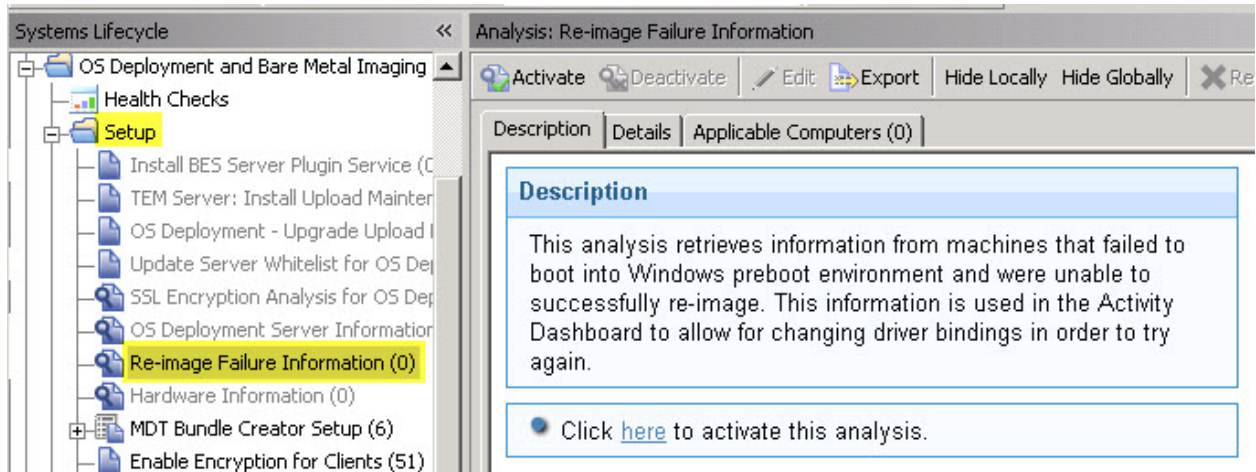 Systems Lifecycle
OS Deployment and Bare Metal Imaging
Health Checks
Setup
Install BES Server Plugin Service (
TEM Server: Install Upload
OS Deployment - Upgrade Upload
Update Server Whitelist for OS
SSL Encryption Analysis for OS
OS Deployment Server Information
Re-image Failure Information (0)
Hardware Information (0)
MDT Bundle Creator Setup (6)
Enable Encryption for Clients (51)
Analysis: Re-image Failure Information
Activate Deactivate Edit Export Hide Locally Hide Globally
Description Details Applicable Computers (0)
Description
This analysis retrieves information from machines that failed to
boot into Windows preboot environment and were unable to
successfully re-image. This information is used in the Activity
Dashboard to allow for changing driver bindings in order to try
again.
Click here to activate this analysis.